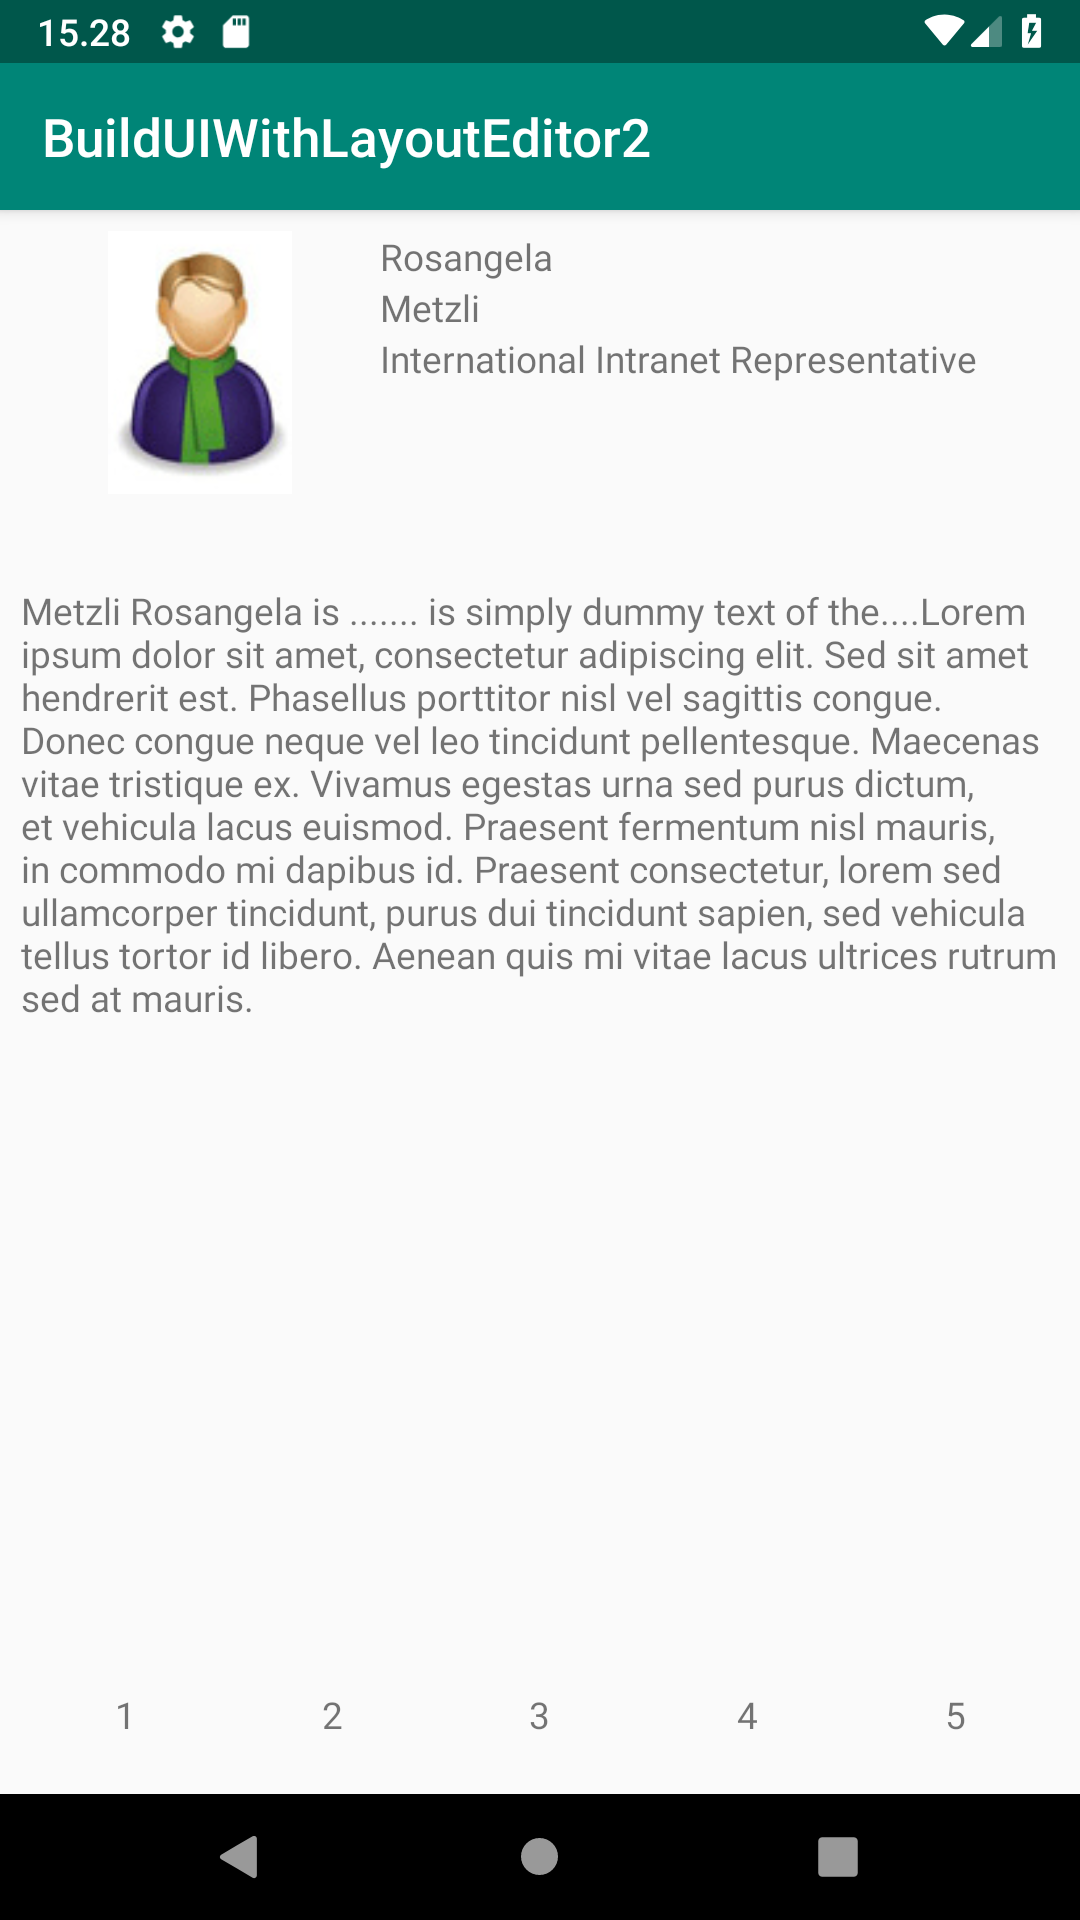 15.28
BuildUIWithLayoutEditor2
Rosangela
Metzli
International Intranet Representative
Metzli Rosangela is ....... is simply dummy text of the....Lorem
ipsum dolor sit amet, consectetur adipiscing elit. Sed sit amet
hendrerit est. Phasellus porttitor nisl vel sagittis congue.
Donec congue neque vel leo tincidunt pellentesque. Maecenas
vitae tristique ex. Vivamus egestas urna sed purus dictum,
et vehicula lacus euismod. Praesent fermentum nisl mauris,
in commodo mi dapibus id. Praesent consectetur, lorem sed
ullamcorper tincidunt, purus dui tincidunt sapien, sed vehicula
tellus tortor id libero. Aenean quis mi vitae lacus ultrices rutrum
sed at mauris.
1 2 3 4 5